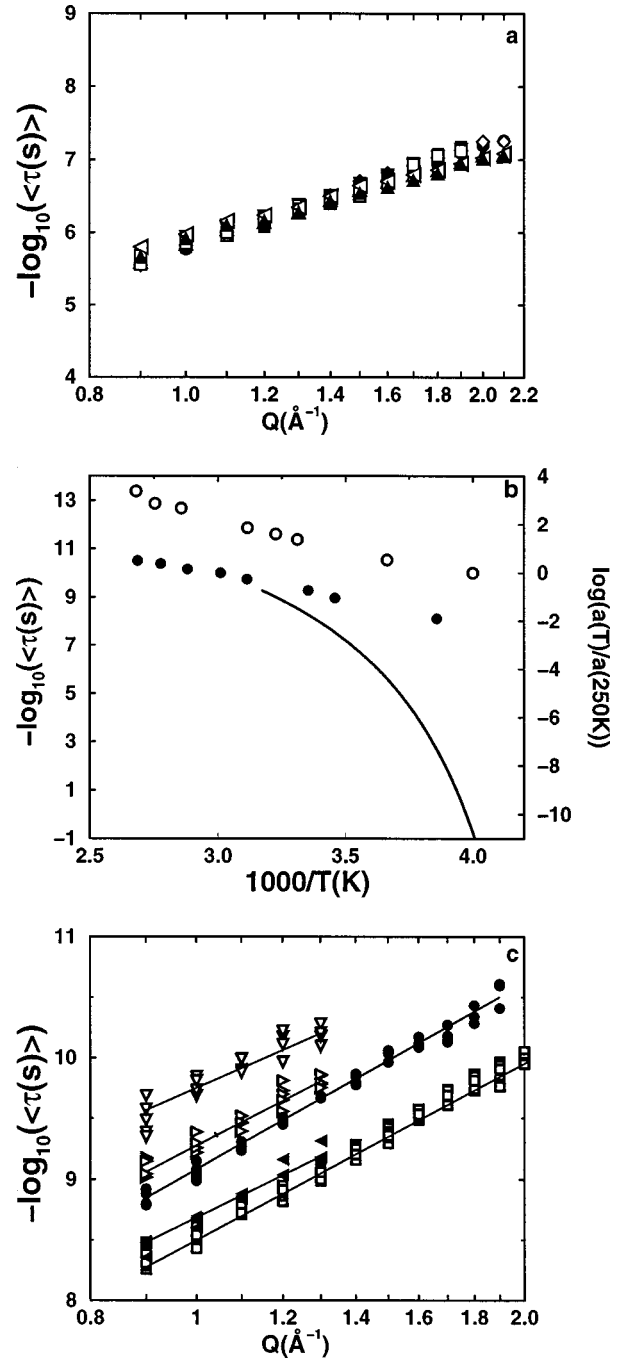 a
9
8
7
6
5
4
−log₁₀(<τ(s)>)
0.8 1.0 1.2 1.4 1.6 1.8 2.0 2.2
Q(Å⁻¹)
b
13
11
9
7
5
3
1
−1
−log₁₀(<τ(s)>)
4
2
0
−2
−4
−6
−8
−10
log(a(T)/a(250K))
2.5 3.0 3.5 4.0
1000/T(K)
c
11
10
9
8
−log₁₀(<τ(s)>)
0.8 1 1.2 1.4 1.6 1.8 2.0
Q(Å⁻¹)